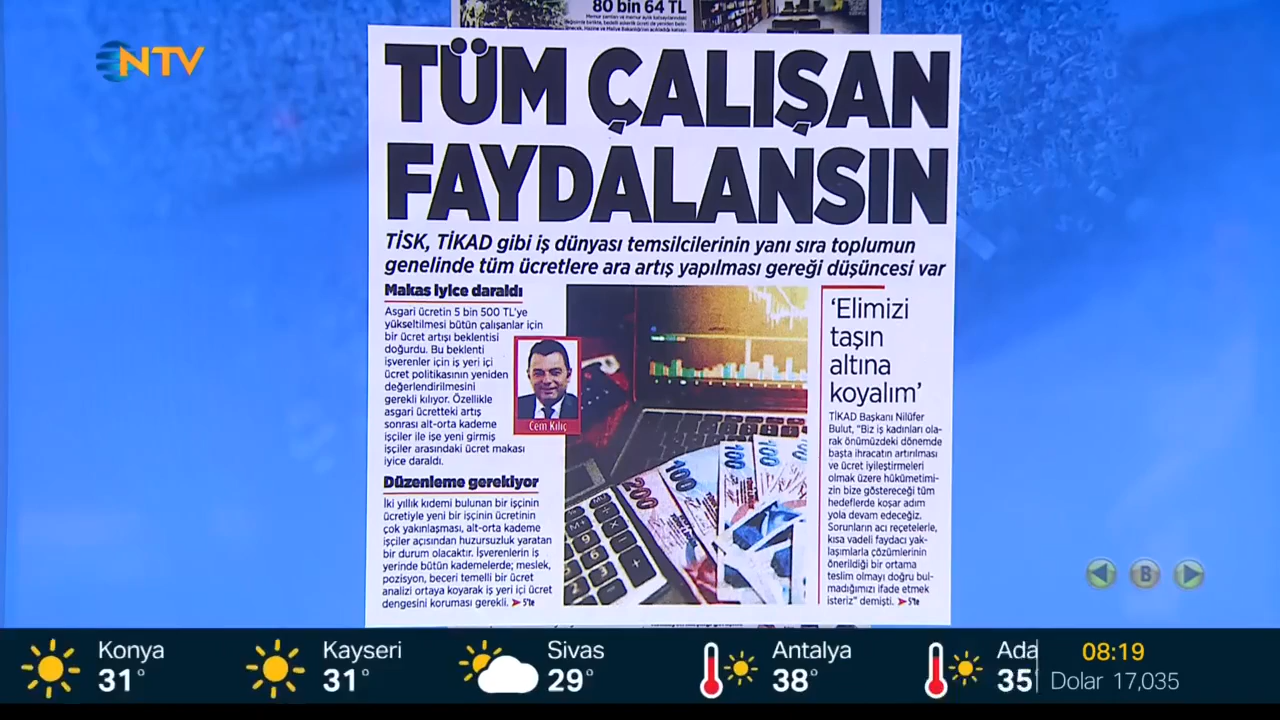 80 bin 64 TL
NTV
TÜM ÇALIŞAN
FAYDALANSIN
TİSK, TİKAD gibi iş dünyası temsilcilerinin yanı sıra toplumun
genelinde tüm ücretlere ara artış yapılması gereği düşüncesi var
Makas iyice daraldı
Asgari ücretin 5 bin 500 TL'ye
yükseltilmesi bütün çalışanlar için
bir ücret artışı beklentisi
doğurdu. Bu beklenti
işverenler için iş yeri içi
ücret politikasının yeniden
değerlendirilmesini
gerekli kılıyor. Özellikle
asgari ücretteki artış
sonrası alt-orta kademe
işçiler ile işe yeni girmiş
işçiler arasındaki ücret makası
iyice daraldı.
Cem Kılıç
Düzenleme gerekiyor
İki yıllık kıdemi bulunan bir işçinin
ücretiyle yeni bir işçinin ücretinin
çok yakınlaşması, alt-orta kademe
işçiler açısından huzursuzluk yaratan
bir durum olacaktır. İşverenlerin iş
yerinde bütün kademelerde; meslek,
pozisyon, beceri temelli bir ücret
analizi ortaya koyarak iş yeri içi ücret
dengesini koruması gerekli. ➤ 5'te
200
100
100
100
'Elimizi
taşın
altına
koyalım'
TİKAD Başkanı Nilüfer
Bulut, "Biz iş kadınları ola-
rak önümüzdeki dönemde
başta ihracatın artırılması
ve ücret iyileştirmeleri
olmak üzere hükümetimi-
zin bize göstereceği tüm
hedeflerde koşar adım
yola devam edeceğiz.
Sorunların acı reçetelerle,
kısa vadeli faydacı yak-
laşımlarla çözümlerinin
önerildiği bir ortama
teslim olmayı doğru bul-
madığımızı ifade etmek
isteriz" demişti. ➤ 5'te
B
Konya
31°
Kayseri
31°
Sivas
29°
Antalya
38°
Ada
35
08:19
Dolar 17,035